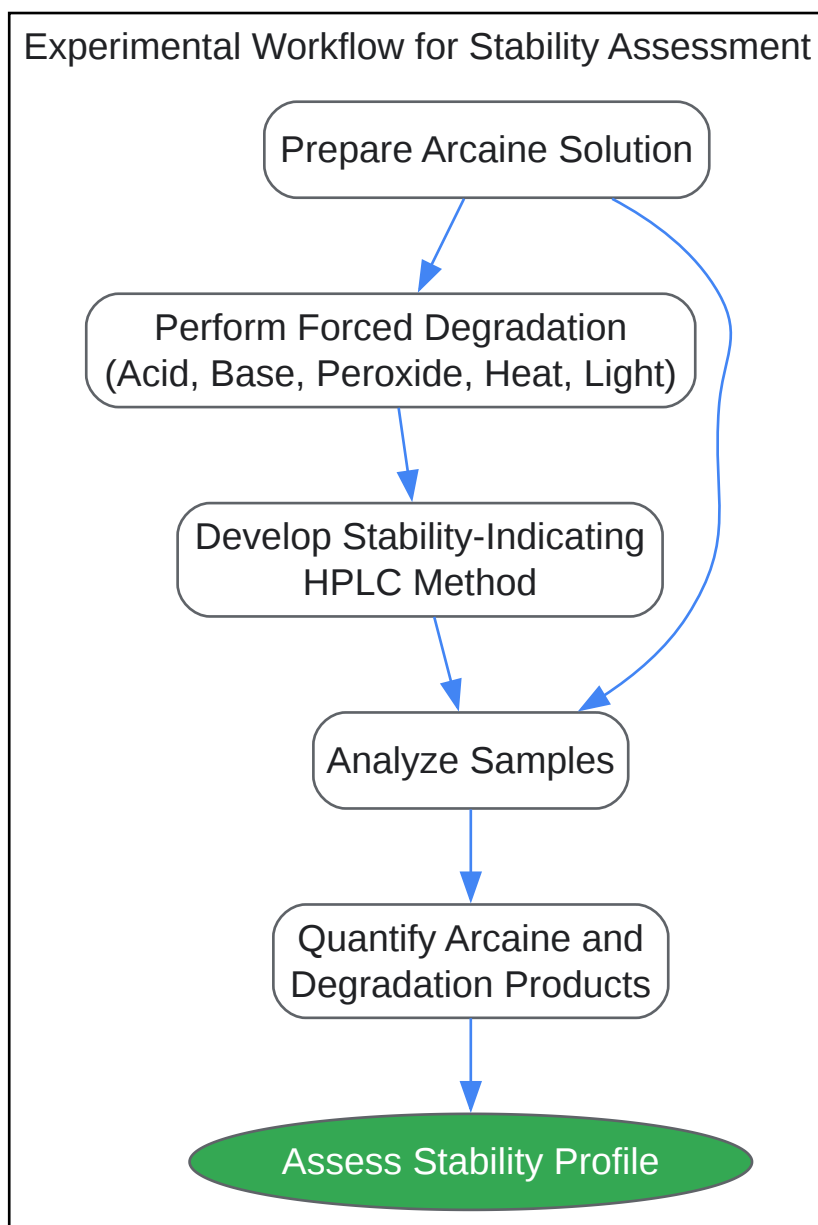 Experimental Workflow for Stability Assessment
Prepare Arcaine Solution
Perform Forced Degradation
(Acid, Base, Peroxide, Heat, Light)
Develop Stability-Indicating
HPLC Method
Analyze Samples
Quantify Arcaine and
Degradation Products
Assess Stability Profile